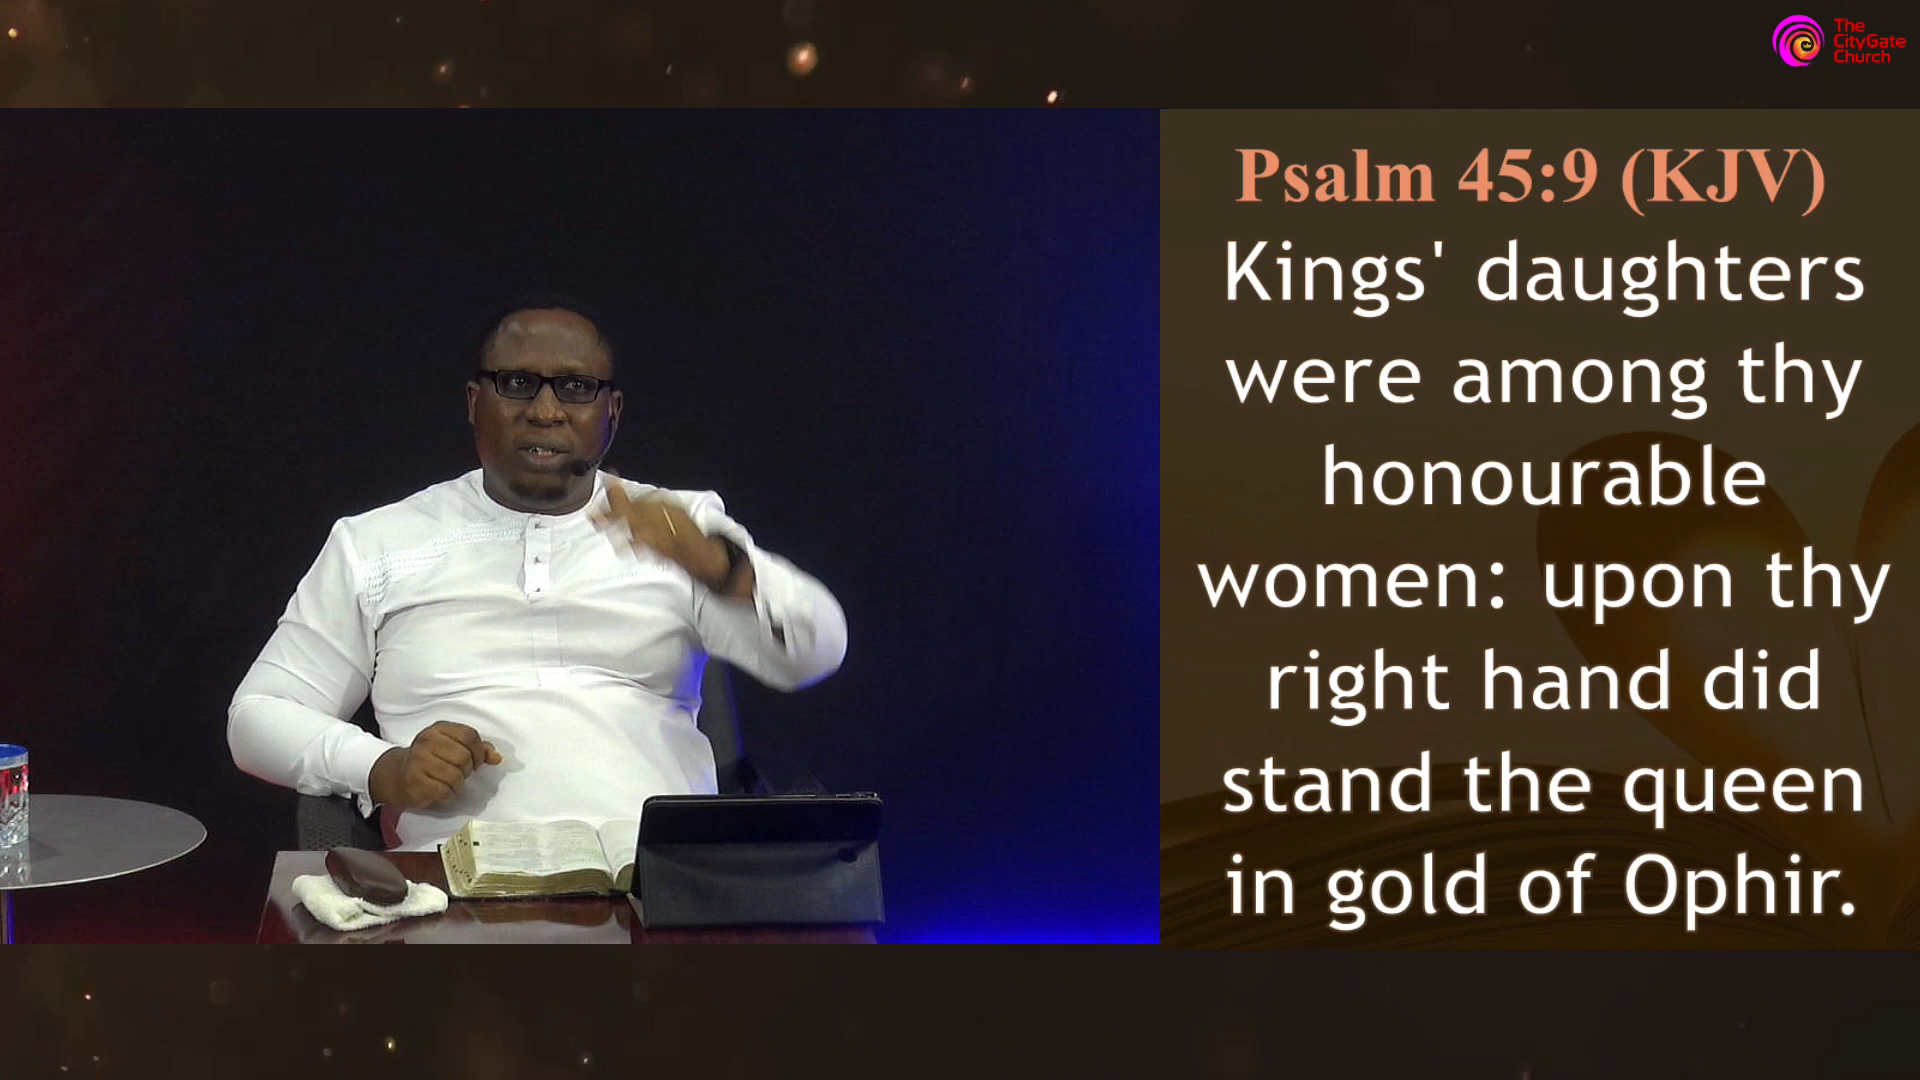 The
CityGate
Church
Psalm 45:9 (KJV)
Kings' daughters
were among thy
honourable
women: upon thy
right hand did
stand the queen
in gold of Ophir.